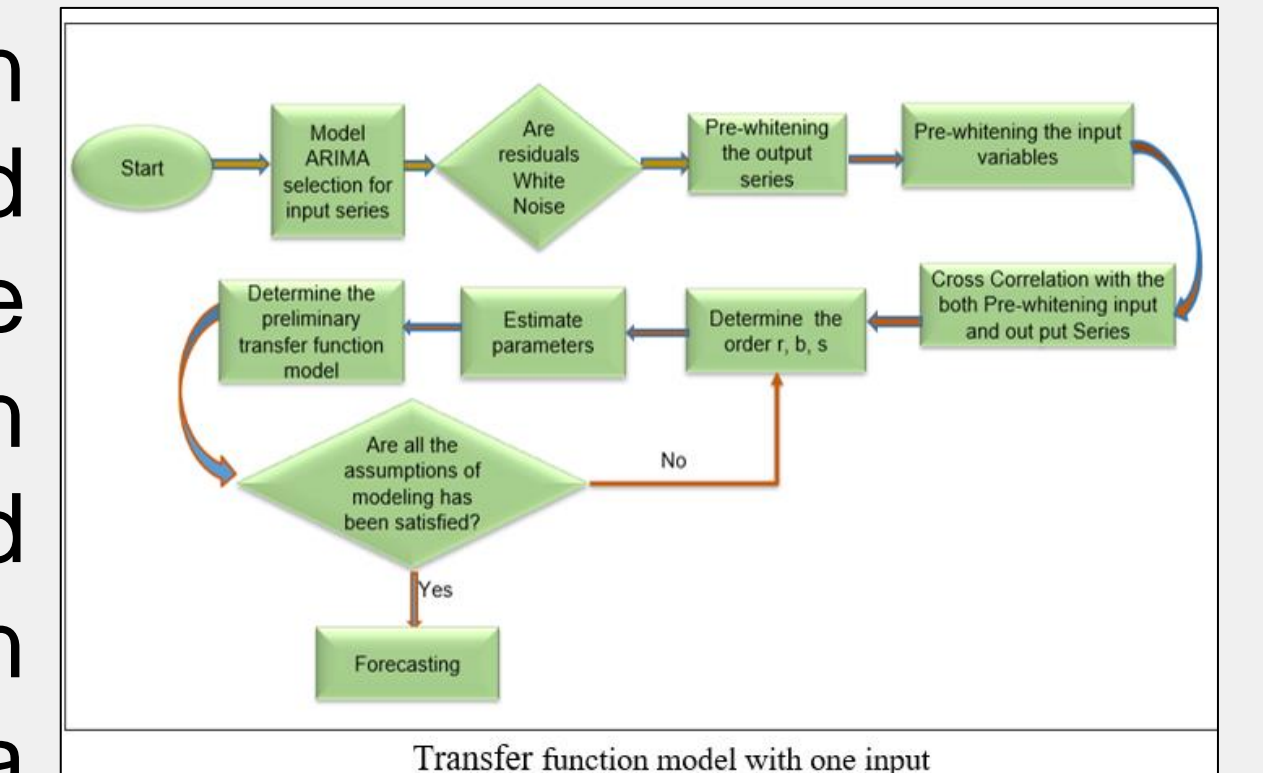 n
d
e
n
d
n
a
Start
Model
ARIMA
selection for
input series
Are
residuals
White
Noise
Pre-whitening
the output
series
Pre-whitening the input
variables
Cross Correlation with the
both Pre-whitening input
and out put Series
Determine the
order r, b, s
Estimate
parameters
Determine the
preliminary
transfer function
model
Are all the
assumptions of
modeling has
been satisfied?
No
Yes
Forecasting
Transfer function model with one input